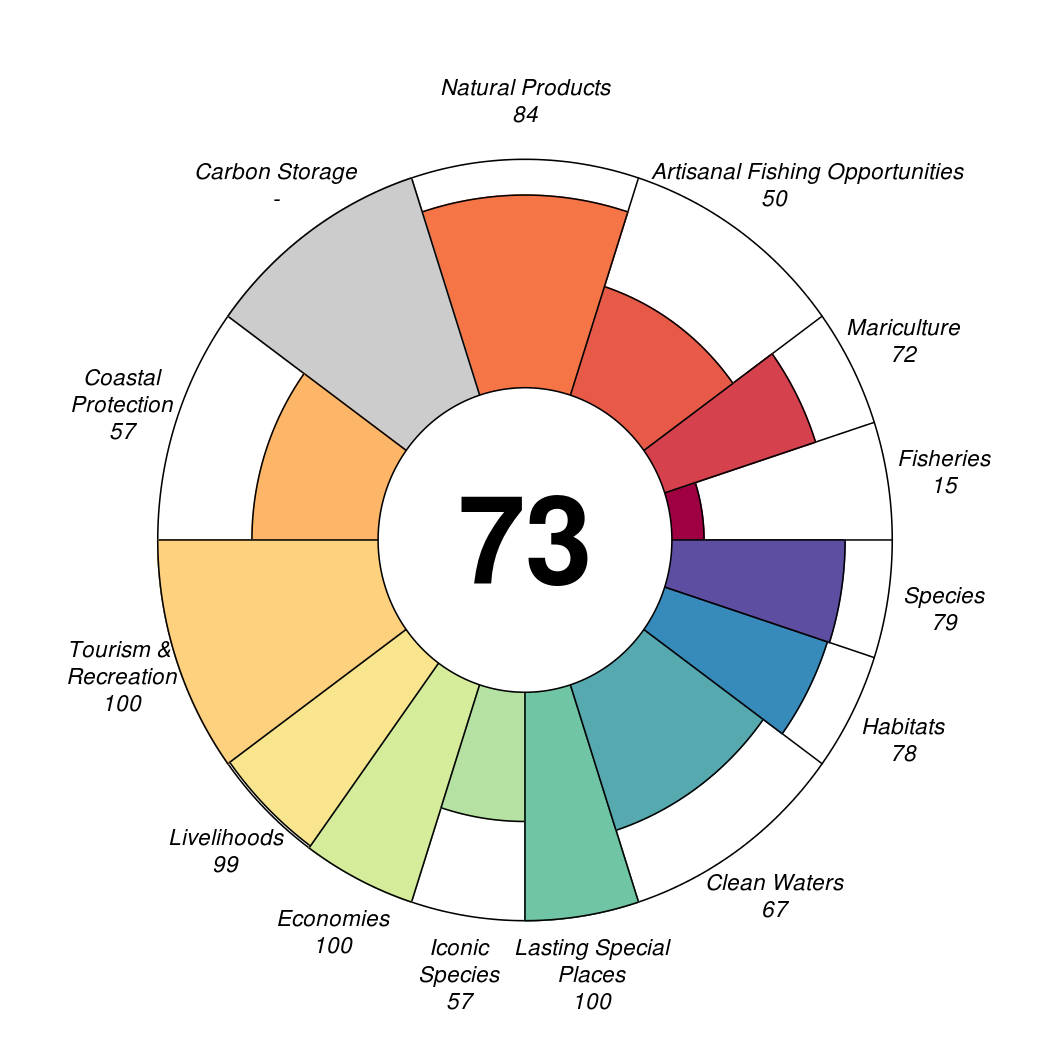 Natural Products
84
Carbon Storage
-
Artisanal Fishing Opportunities
50
Mariculture
72
Coastal
Protection
57
Fisheries
15
73
Species
79
Tourism &
Recreation
100
Habitats
78
Livelihoods
99
Clean Waters
67
Economies
100
Iconic
Species
57
Lasting Special
Places
100